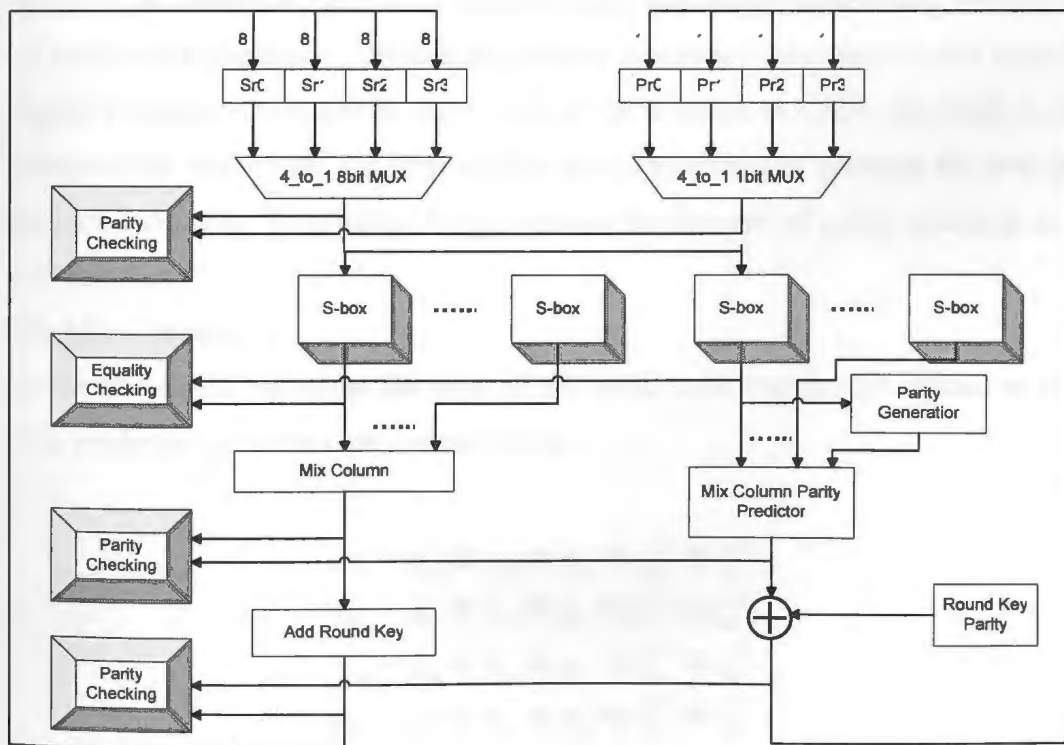 8 8 8 8
Sr0 Sr1 Sr2 Sr3 Pr0 Pr1 Pr2 Pr3
4_to_1 8bit MUX 4_to_1 1bit MUX
Parity
Checking
S-box S-box S-box S-box
Equality
Checking
Parity
Generatior
Mix Column
Mix Column Parity
Predictor
Parity
Checking
Add Round Key
Round Key
Parity
Parity
Checking